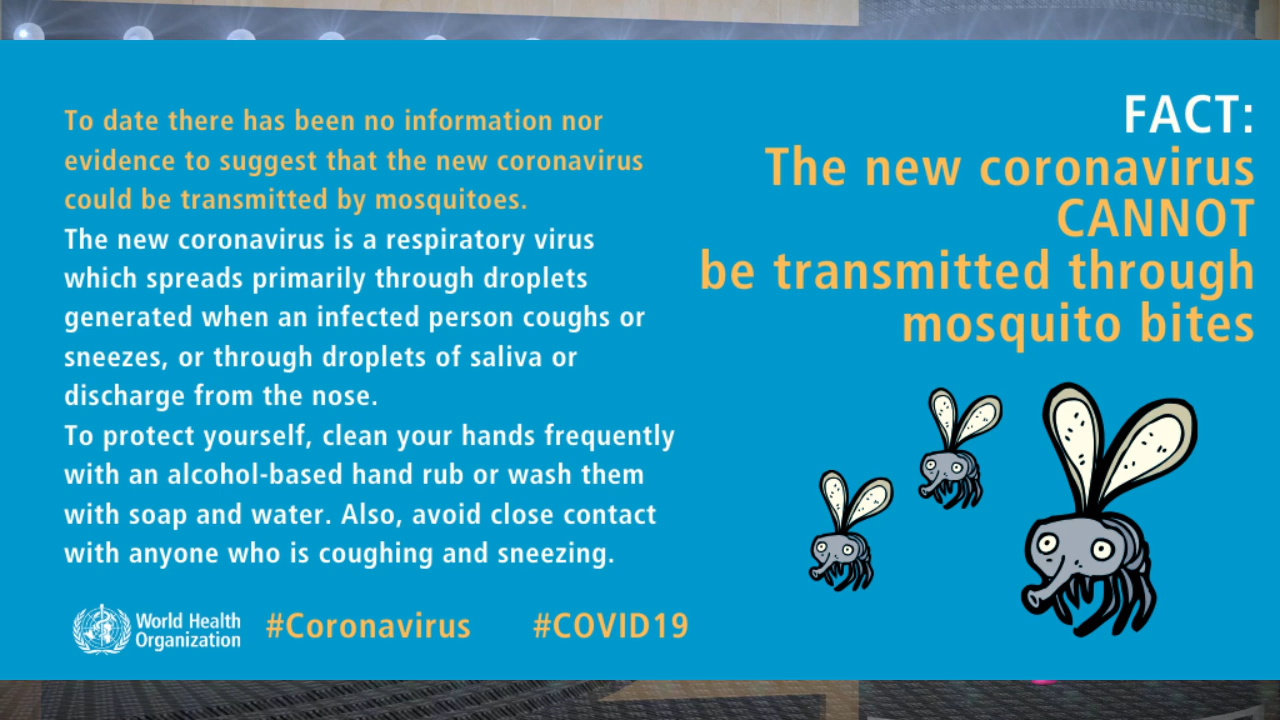 To date there has been no information nor
evidence to suggest that the new coronavirus
could be transmitted by mosquitoes.
The new coronavirus is a respiratory virus
which spreads primarily through droplets
generated when an infected person coughs or
sneezes, or through droplets of saliva or
discharge from the nose.
To protect yourself, clean your hands frequently
with an alcohol-based hand rub or wash them
with soap and water. Also, avoid close contact
with anyone who is coughing and sneezing.
World Health
Organization
#Coronavirus #COVID19
FACT:
The new coronavirus
CANNOT
be transmitted through
mosquito bites